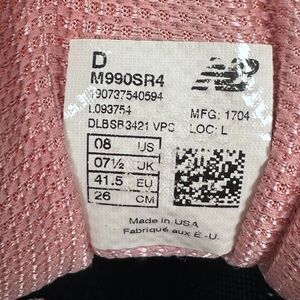 D
M990SR4
190737540594
L093754
MFG: 1704
DLBSR3421 VPS
LOC: L
08 US
07½ UK
41.5 EU
26 CM
Made in USA
Fabriqué aux É.-U.